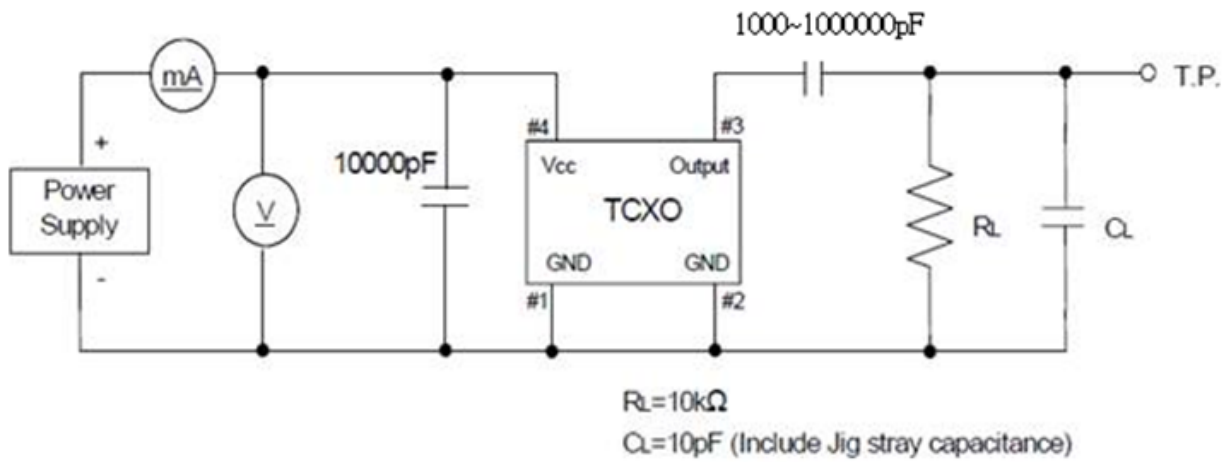 1000~1000000pF
mA
T.P.
#4
#3
+
10000pF
Vcc
Output
Power
Supply
V
TCXO
RL
CL
GND
GND
-
#1
#2
RL=10kΩ
CL=10pF (Include Jig stray capacitance)